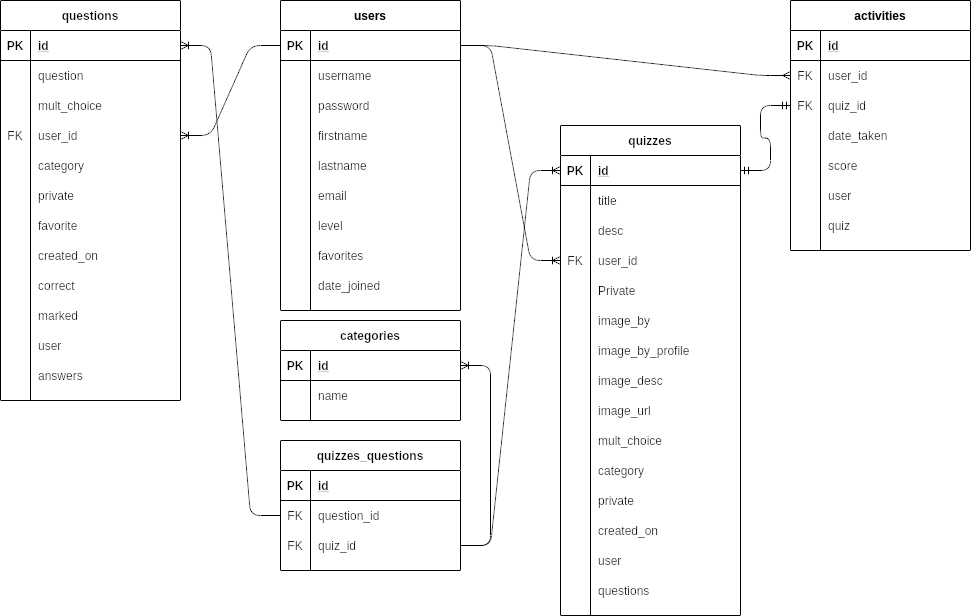 questions
PK id
question
mult_choice
FK user_id
category
private
favorite
created_on
correct
marked
user
answers
users
PK id
username
password
firstname
lastname
email
level
favorites
date_joined
categories
PK id
name
quizzes_questions
PK id
FK question_id
FK quiz_id
quizzes
PK id
title
desc
FK user_id
Private
image_by
image_by_profile
image_desc
image_url
mult_choice
category
private
created_on
user
questions
activities
PK id
FK user_id
FK quiz_id
date_taken
score
user
quiz